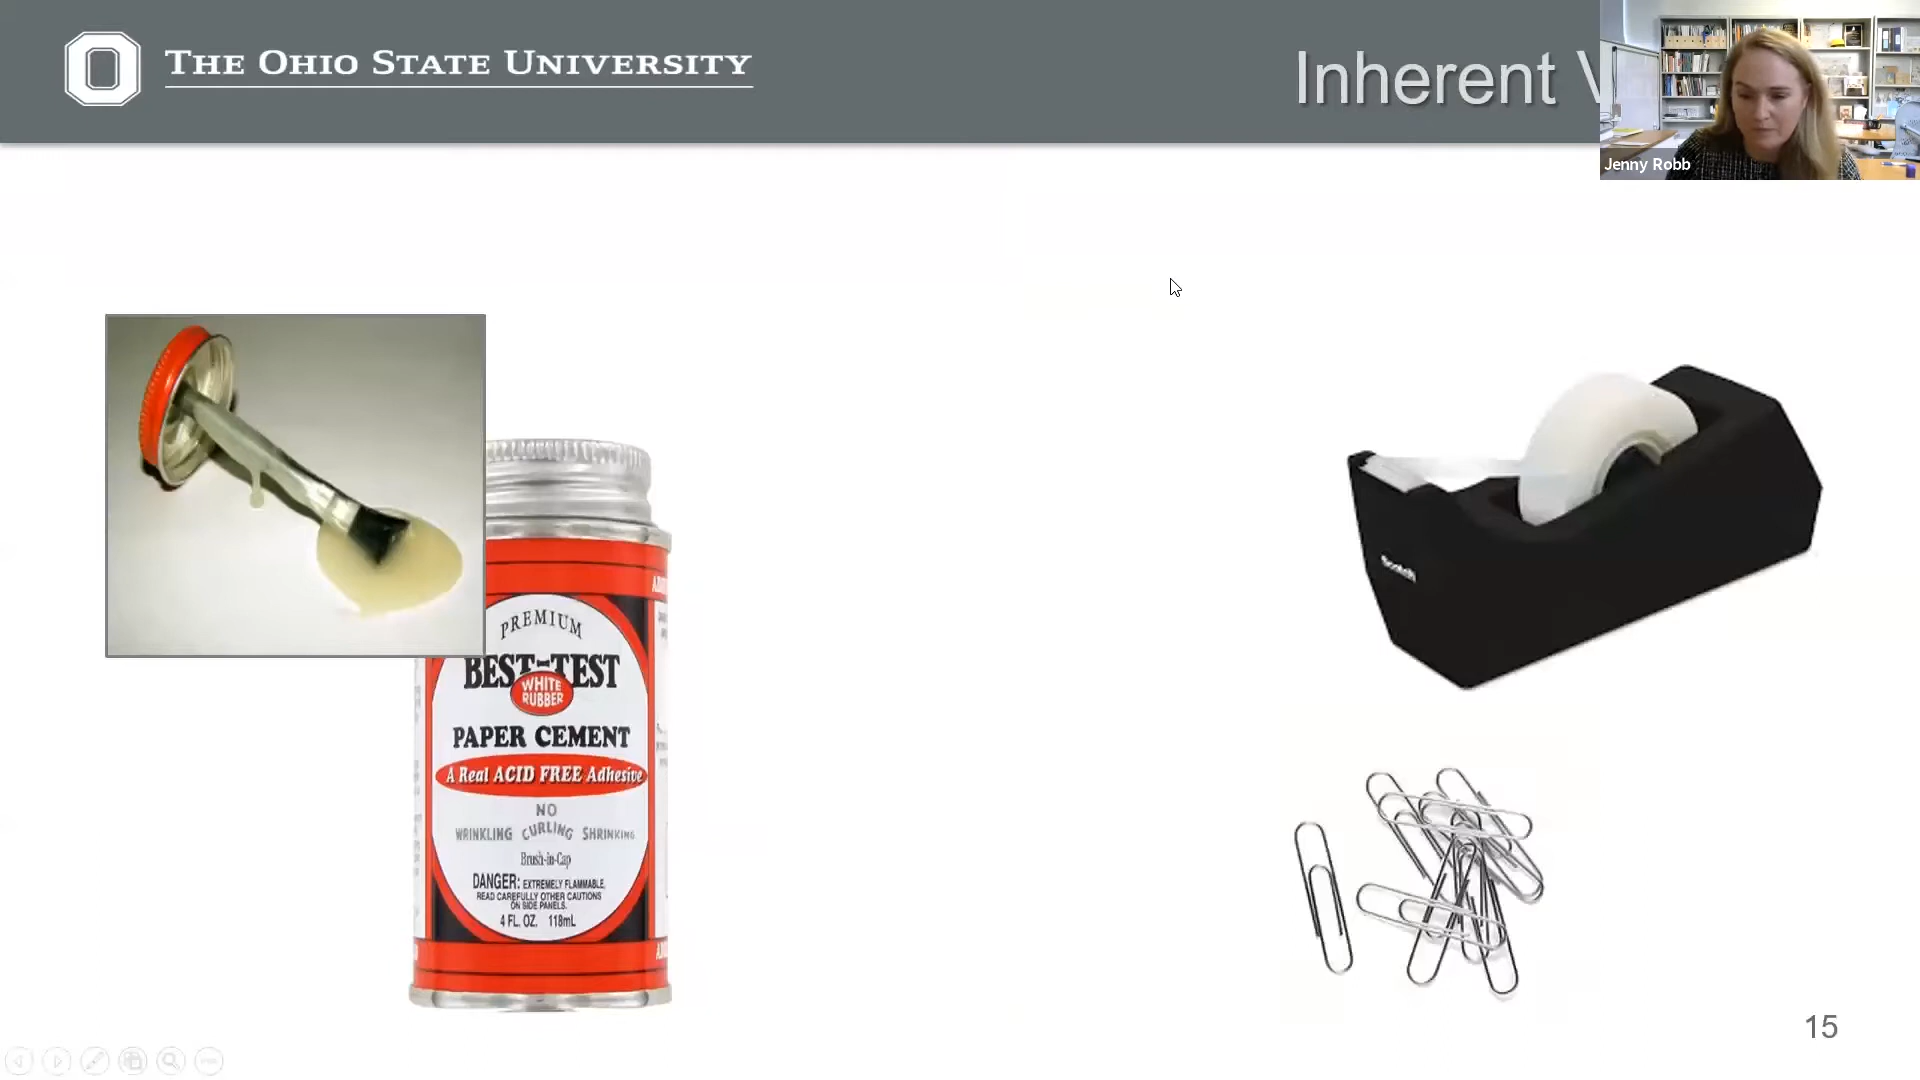 THE OHIO STATE UNIVERSITY
Inherent
Jenny Robb
PREMIUM
BEST-TEST
WHITE
RUBBER
PAPER CEMENT
A Real ACID FREE Adhesive
NO
WRINKLING CURLING SHRINKING
Brush-in-Cap
DANGER: EXTREMELY FLAMMABLE,
READ CAREFULLY OTHER CAUTIONS
ON SIDE PANELS.
4 FL. OZ. 118mL
Scotch
15